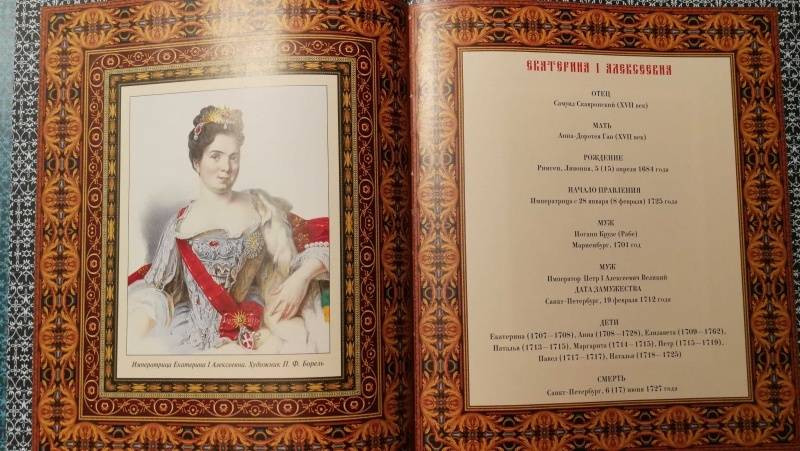 Императрица Екатерина I Алексеевна. Художник П. Ф. Борель
ЕКАТЕРИНА I АЛЕКСЕЕВНА
ОТЕЦ
Самуил Скавронский (XVII век)
МАТЬ
Анна-Доротея Ган (XVII век)
РОЖДЕНИЕ
Ринген, Ливония, 5 (15) апреля 1684 года
НАЧАЛО ПРАВЛЕНИЯ
Императрица с 28 января (8 февраля) 1725 года
МУЖ
Иоганн Крузе (Рабе)
Мариенбург, 1701 год
МУЖ
Император Петр I Алексеевич Великий
ДАТА ЗАМУЖЕСТВА
Санкт-Петербург, 19 февраля 1712 года
ДЕТИ
Екатерина (1707—1708), Анна (1708—1728), Елизавета (1709—1762),
Наталья (1713—1715), Маргарита (1714—1715), Петр (1715—1719),
Павел (1717—1717), Наталья (1718—1725)
СМЕРТЬ
Санкт-Петербург, 6 (17) июня 1727 года